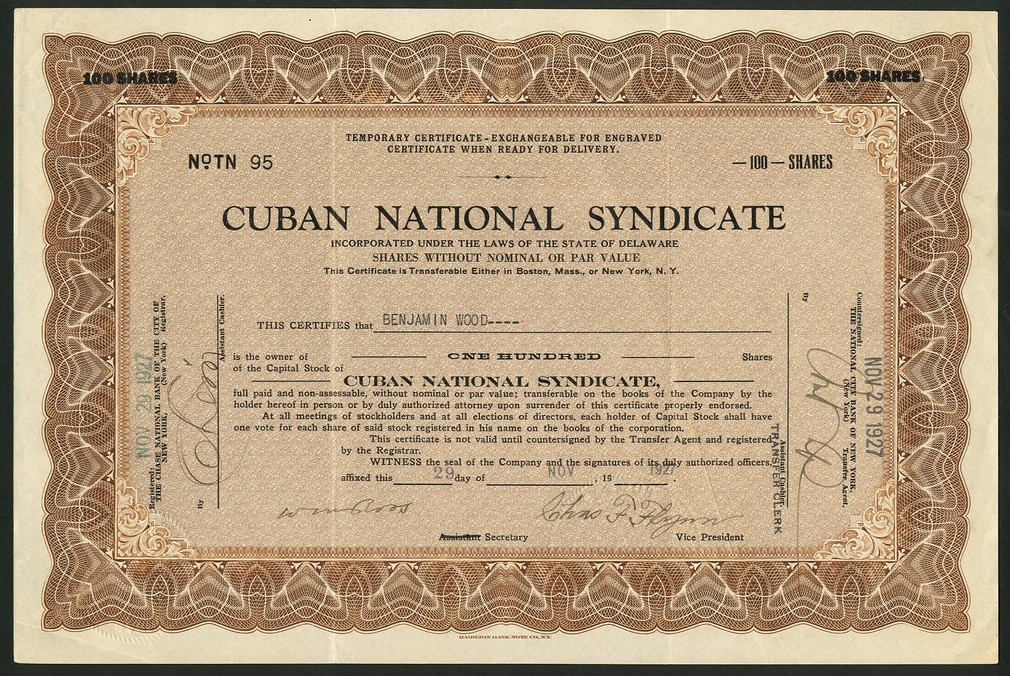 100 SHARES 100 SHARES
TEMPORARY CERTIFICATE-EXCHANGEABLE FOR ENGRAVED
CERTIFICATE WHEN READY FOR DELIVERY.
NoTN 95 —100— SHARES
CUBAN NATIONAL SYNDICATE
INCORPORATED UNDER THE LAWS OF THE STATE OF DELAWARE
SHARES WITHOUT NOMINAL OR PAR VALUE
This Certificate is Transferable Either in Boston, Mass., or New York, N. Y.
THIS CERTIFIES that BENJAMIN WOOD----
is the owner of ONE HUNDRED Shares
of the Capital Stock of
CUBAN NATIONAL SYNDICATE,
full paid and non-assessable, without nominal or par value; transferable on the books of the Company by the
holder hereof in person or by duly authorized attorney upon surrender of this certificate properly endorsed.
At all meetings of stockholders and at all elections of directors, each holder of Capital Stock shall have
one vote for each share of said stock registered in his name on the books of the corporation.
This certificate is not valid until countersigned by the Transfer Agent and registered
by the Registrar.
WITNESS the seal of the Company and the signatures of its duly authorized officers,
affixed this 29 day of NOV, 1927.
Chas F. Flynn
Assistant Secretary Vice President
Registered:
THE CHASE NATIONAL BANK OF THE CITY OF
NEW YORK, (New York) Registrar.
NOV 29 1927
By Assistant Cashier.
Countersigned:
THE NATIONAL CITY BANK OF NEW YORK,
(New York) Transfer Agent,
NOV 29 1927
By Assistant Cashier.
TRANSFER CLERK
HAMILTON BANK NOTE CO., N.Y.